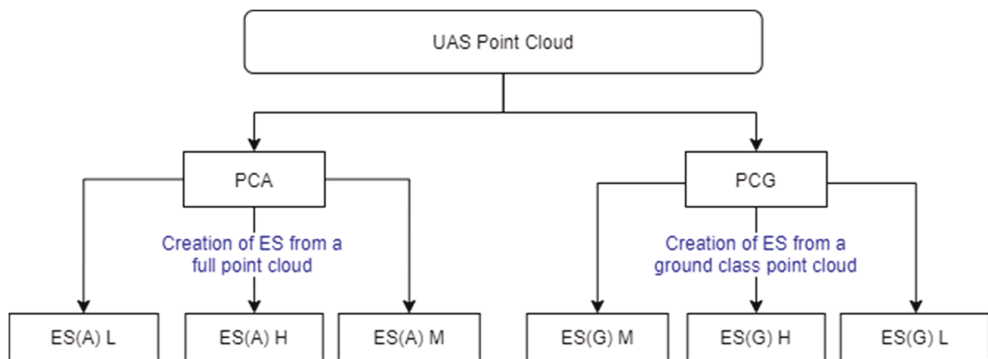 UAS Point Cloud
PCA
PCG
Creation of ES from a
full point cloud
Creation of ES from a
ground class point cloud
ES(A) L
ES(A) H
ES(A) M
ES(G) M
ES(G) H
ES(G) L